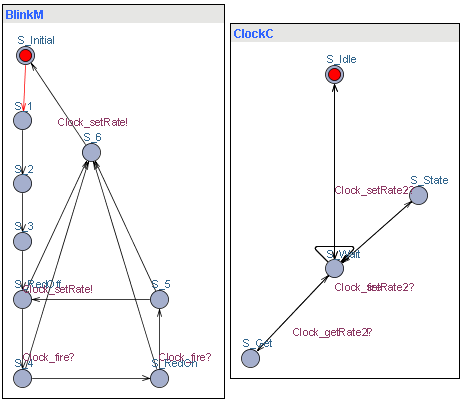 BlinkM
S_Initial
S_1
Clock_setRate!
S_6
S_2
S_3
S_RedOff
Clock_setRate!
S_5
Clock_fire?
Clock_fire?
S_4
S_RedOn
ClockC
S_Idle
S_State
Clock_setRate2?
S_Wait
Clock_getRate2!?
S_Get